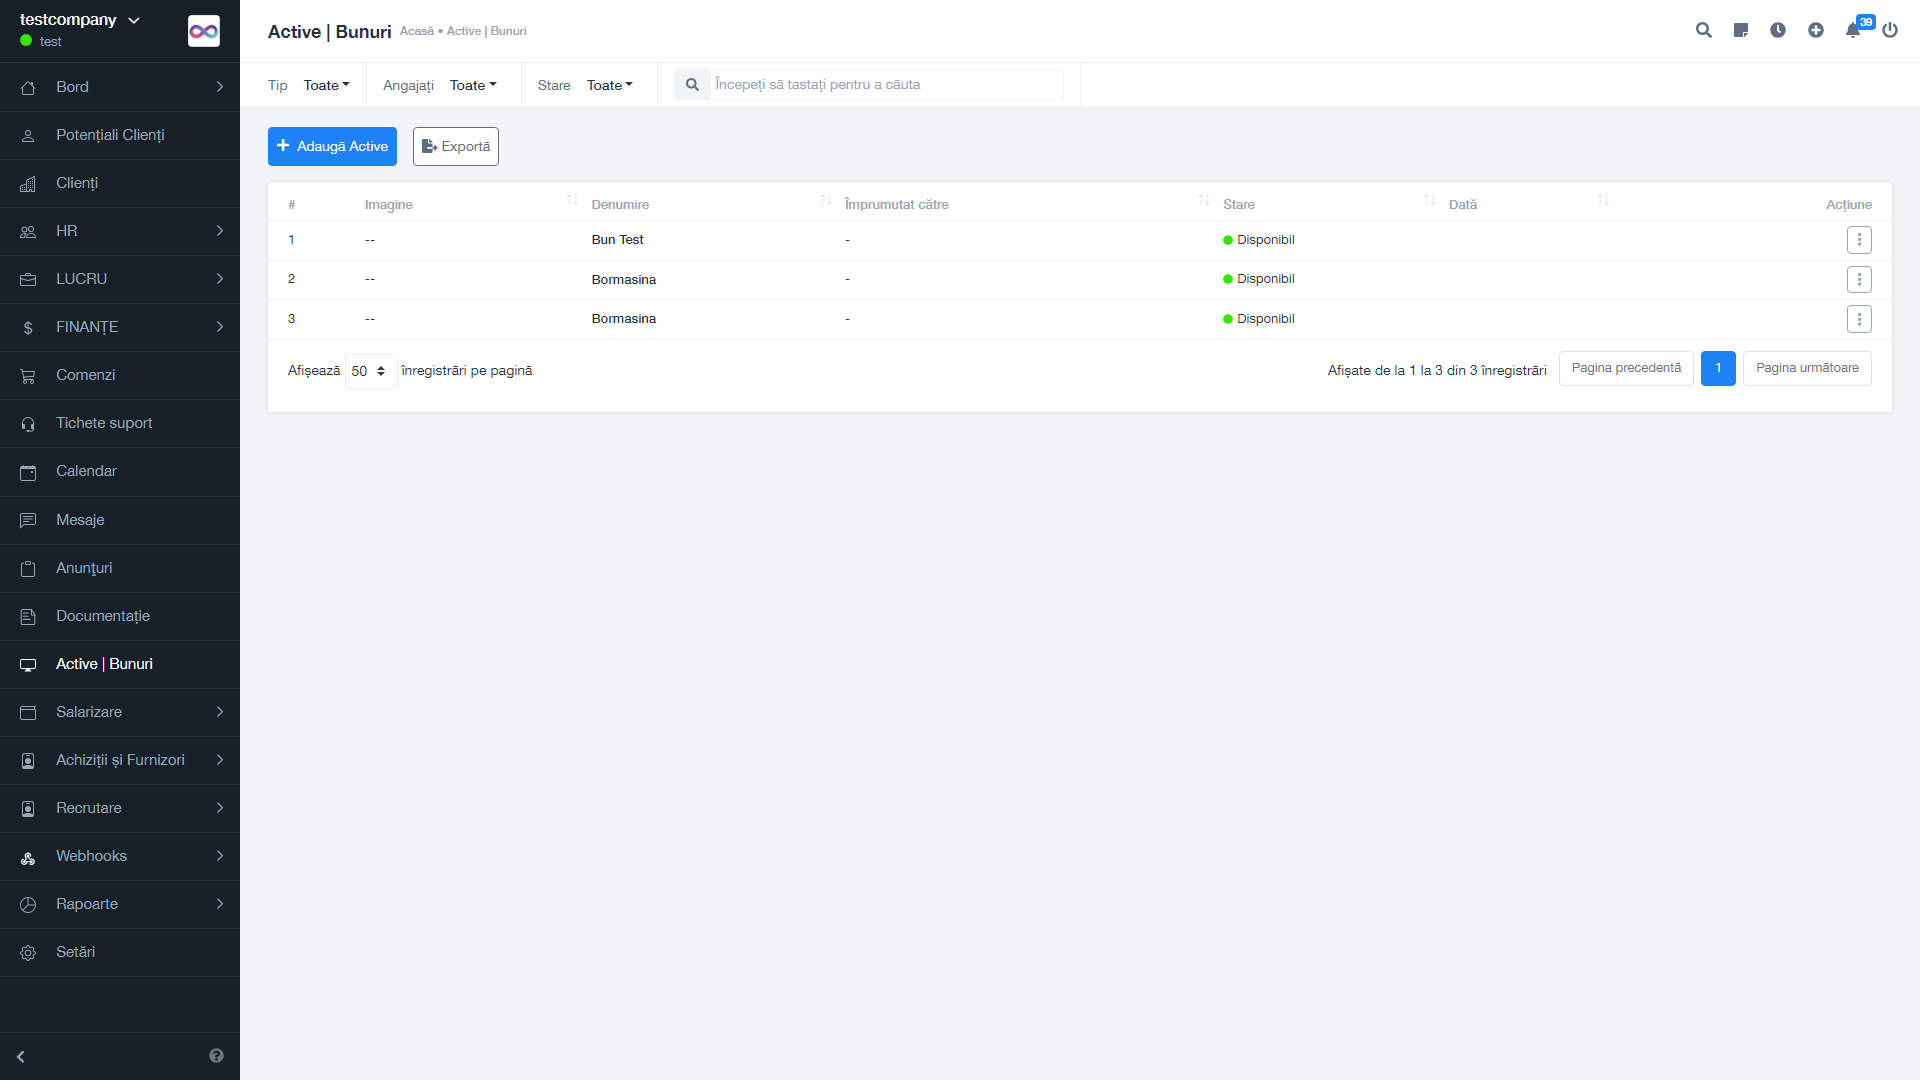 testcompany
test
Bord
Potențiali Clienți
Clienți
HR
LUCRU
FINANȚE
Comenzi
Tichete suport
Calendar
Mesaje
Anunțuri
Documentație
Active | Bunuri
Salarizare
Achiziții și Furnizori
Recrutare
Webhooks
Rapoarte
Setări
Active | Bunuri Acasă • Active | Bunuri
39
Tip Toate Angajați Toate Stare Toate Începeți să tastați pentru a căuta
Adaugă Active Exportă
# Imagine Denumire Împrumutat către Stare Dată Acțiune
1 -- Bun Test - Disponibil
2 -- Bormasina - Disponibil
3 -- Bormasina - Disponibil
Afișează 50 înregistrări pe pagină Afișate de la 1 la 3 din 3 înregistrări Pagina precedentă 1 Pagina următoare